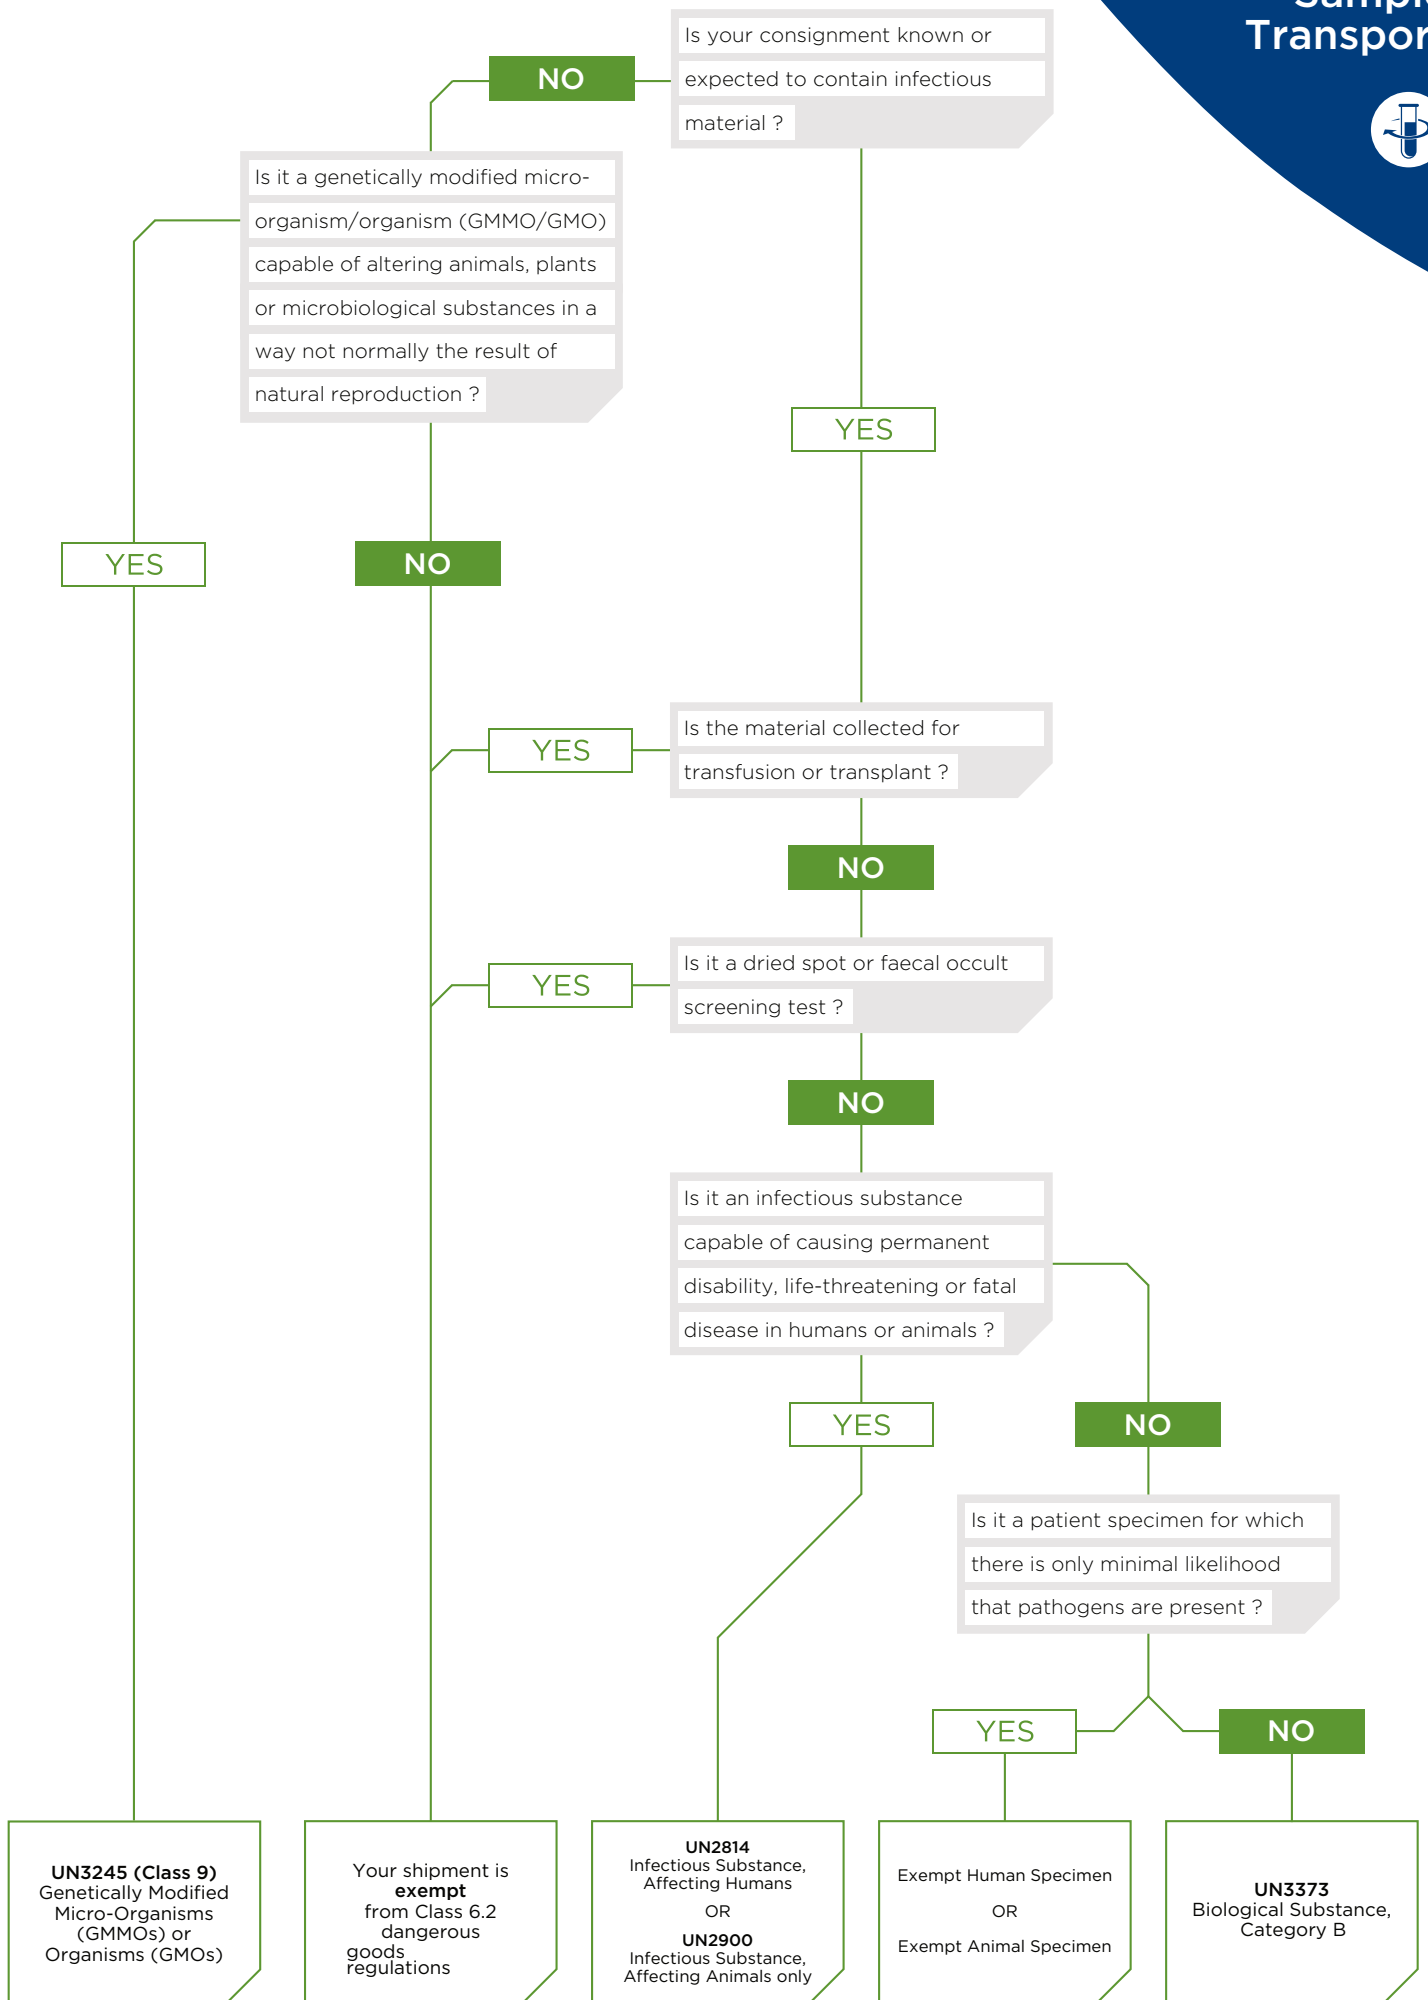 Transpor
NO
Is your consignment known or
expected to contain infectious
material ?
Is it a genetically modified micro-
organism/organism (GMMO/GMO)
capable of altering animals, plants
or microbiological substances in a
way not normally the result of
natural reproduction ?
YES
YES
NO
YES
Is the material collected for
transfusion or transplant ?
NO
YES
Is it a dried spot or faecal occult
screening test ?
NO
Is it an infectious substance
capable of causing permanent
disability, life-threatening or fatal
disease in humans or animals ?
YES
NO
Is it a patient specimen for which
there is only minimal likelihood
that pathogens are present ?
YES
NO
UN3245 (Class 9)
Genetically Modified
Micro-Organisms
(GMMOs) or
Organisms (GMOs)
Your shipment is
exempt
from Class 6.2
dangerous
goods
regulations
UN2814
Infectious Substance,
Affecting Humans
OR
UN2900
Infectious Substance,
Affecting Animals only
Exempt Human Specimen
OR
Exempt Animal Specimen
UN3373
Biological Substance,
Category B